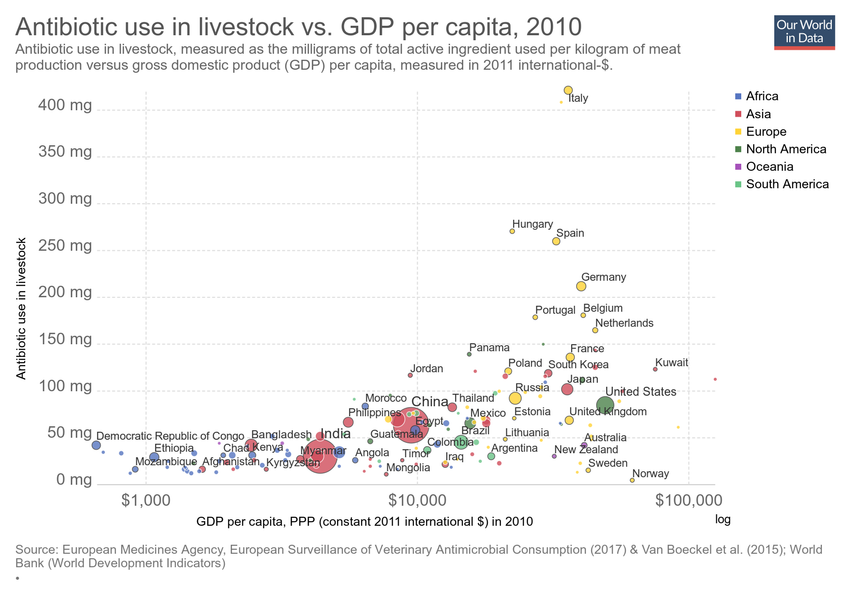 Antibiotic use in livestock vs. GDP per capita, 2010
Our World
in Data
Antibiotic use in livestock, measured as the milligrams of total active ingredient used per kilogram of meat
production versus gross domestic product (GDP) per capita, measured in 2011 international-$.
Africa
Asia
Europe
North America
Oceania
South America
Antibiotic use in livestock
400 mg
350 mg
300 mg
250 mg
200 mg
150 mg
100 mg
50 mg
0 mg
Italy
Hungary
Spain
Germany
Portugal
Belgium
Netherlands
Panama
France
Jordan
Poland
South Korea
Kuwait
Japan
Russia
United States
Morocco
China
Thailand
Philippines
Mexico
Estonia
United Kingdom
Egypt
Democratic Republic of Congo
Bangladesh
India
Guatemala
Brazil
Lithuania
Australia
Colombia
Ethiopia
Chad
Kenya
Myanmar
Angola
Timor
Iraq
Argentina
New Zealand
Mozambique
Afghanistan
Kyrgyzstan
Mongolia
Sweden
Norway
$1,000
$10,000
$100,000
GDP per capita, PPP (constant 2011 international $) in 2010
log
Source: European Medicines Agency, European Surveillance of Veterinary Antimicrobial Consumption (2017) & Van Boeckel et al. (2015); World
Bank (World Development Indicators)
•